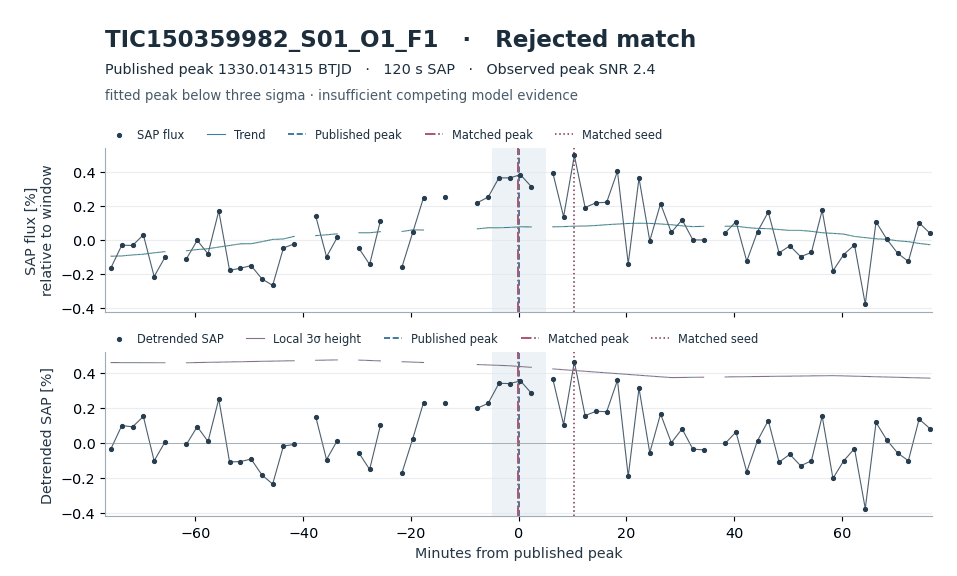 TIC150359982_S01_O1_F1 · Rejected match
Published peak 1330.014315 BTJD · 120 s SAP · Observed peak SNR 2.4
fitted peak below three sigma · insufficient competing model evidence
SAP flux Trend Published peak Matched peak Matched seed
SAP flux [%]
relative to window
0.4
0.2
0.0
−0.2
−0.4
Detrended SAP Local 3σ height Published peak Matched peak Matched seed
Detrended SAP [%]
0.4
0.2
0.0
−0.2
−0.4
−60 −40 −20 0 20 40 60
Minutes from published peak